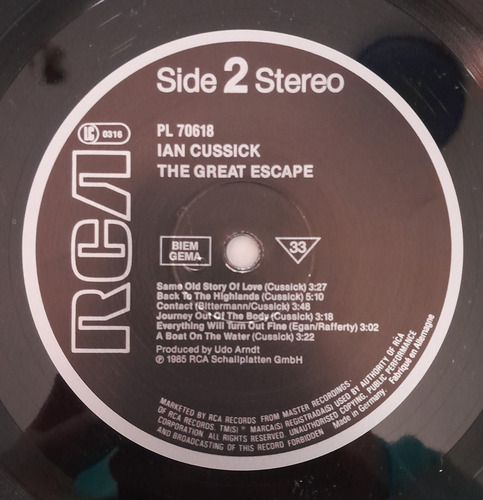 Side 2 Stereo
RCA
LC 0316
PL 70618
IAN CUSSICK
THE GREAT ESCAPE
BIEM
GEMA
33
Same Old Story Of Love (Cussick) 3:27
Back To The Highlands (Cussick) 5:10
Contact (Bittermann/Cussick) 3:48
Journey Out Of The Body (Cussick) 3:18
Everything Will Turn Out Fine (Egan/Rafferty) 3:02
A Boat On The Water (Cussick) 3:22
Produced by Udo Arndt
℗ 1985 RCA Schallplatten GmbH
MARKETED BY RCA RECORDS FROM MASTER RECORDINGS.
OF RCA RECORDS. TM(S) ® MARCA(S) REGISTRADA(S) USED BY AUTHORITY OF RCA
CORPORATION. ALL RIGHTS RESERVED. UNAUTHORISED COPYING, PUBLIC PERFORMANCE
AND BROADCASTING OF THIS RECORD FORBIDDEN
Made in Germany. Fabriqué en Allemagne